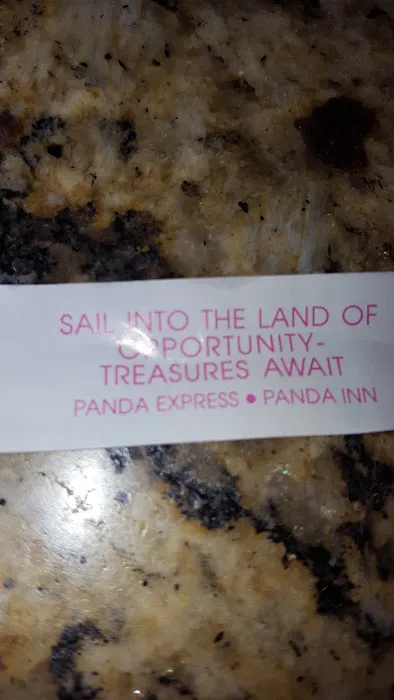 SAIL INTO THE LAND OF
OPPORTUNITY-
TREASURES AWAIT
PANDA EXPRESS • PANDA INN